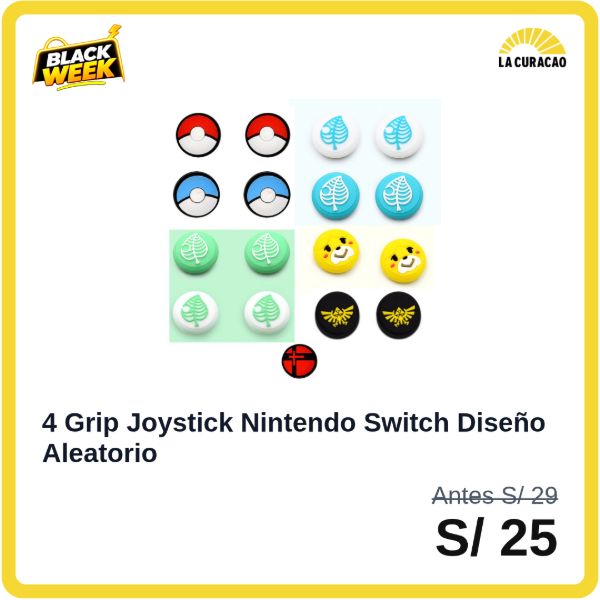 BLACK
WEEK
LA CURACAO
4 Grip Joystick Nintendo Switch Diseño
Aleatorio
Antes S/ 29
S/ 25